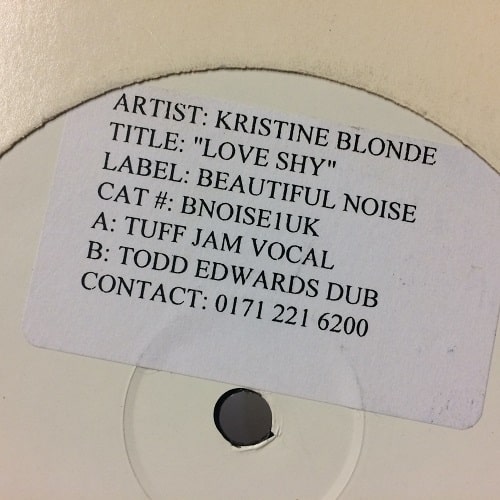 ARTIST: KRISTINE BLONDE
TITLE: "LOVE SHY"
LABEL: BEAUTIFUL NOISE
CAT #: BNOISE1UK
A: TUFF JAM VOCAL
B: TODD EDWARDS DUB
CONTACT: 0171 221 6200